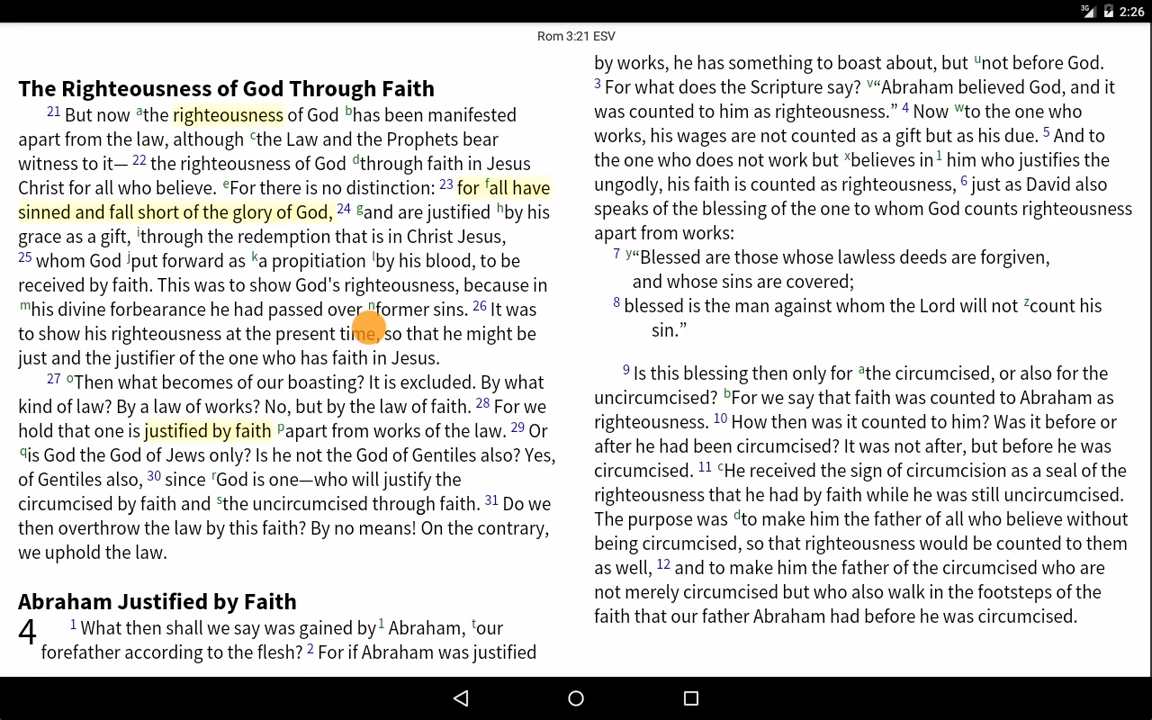 3G 2:26
Rom 3:21 ESV
The Righteousness of God Through Faith
21 But now athe righteousness of God bhas been manifested
apart from the law, although cthe Law and the Prophets bear
witness to it— 22 the righteousness of God dthrough faith in Jesus
Christ for all who believe. eFor there is no distinction: 23 for fall have
sinned and fall short of the glory of God, 24 gand are justified hby his
grace as a gift, ithrough the redemption that is in Christ Jesus,
25 whom God jput forward as ka propitiation lby his blood, to be
received by faith. This was to show God's righteousness, because in
mhis divine forbearance he had passed over nformer sins. 26 It was
to show his righteousness at the present time, so that he might be
just and the justifier of the one who has faith in Jesus.
27 oThen what becomes of our boasting? It is excluded. By what
kind of law? By a law of works? No, but by the law of faith. 28 For we
hold that one is justified by faith papart from works of the law. 29 Or
qis God the God of Jews only? Is he not the God of Gentiles also? Yes,
of Gentiles also, 30 since rGod is one—who will justify the
circumcised by faith and sthe uncircumcised through faith. 31 Do we
then overthrow the law by this faith? By no means! On the contrary,
we uphold the law.
Abraham Justified by Faith
4 1 What then shall we say was gained by1 Abraham, tour
forefather according to the flesh? 2 For if Abraham was justified
by works, he has something to boast about, but unot before God.
3 For what does the Scripture say? v“Abraham believed God, and it
was counted to him as righteousness.” 4 Now wto the one who
works, his wages are not counted as a gift but as his due. 5 And to
the one who does not work but xbelieves in1 him who justifies the
ungodly, his faith is counted as righteousness, 6 just as David also
speaks of the blessing of the one to whom God counts righteousness
apart from works:
7 y“Blessed are those whose lawless deeds are forgiven,
and whose sins are covered;
8 blessed is the man against whom the Lord will not zcount his
sin.”
9 Is this blessing then only for athe circumcised, or also for the
uncircumcised? bFor we say that faith was counted to Abraham as
righteousness. 10 How then was it counted to him? Was it before or
after he had been circumcised? It was not after, but before he was
circumcised. 11 cHe received the sign of circumcision as a seal of the
righteousness that he had by faith while he was still uncircumcised.
The purpose was dto make him the father of all who believe without
being circumcised, so that righteousness would be counted to them
as well, 12 and to make him the father of the circumcised who are
not merely circumcised but who also walk in the footsteps of the
faith that our father Abraham had before he was circumcised.